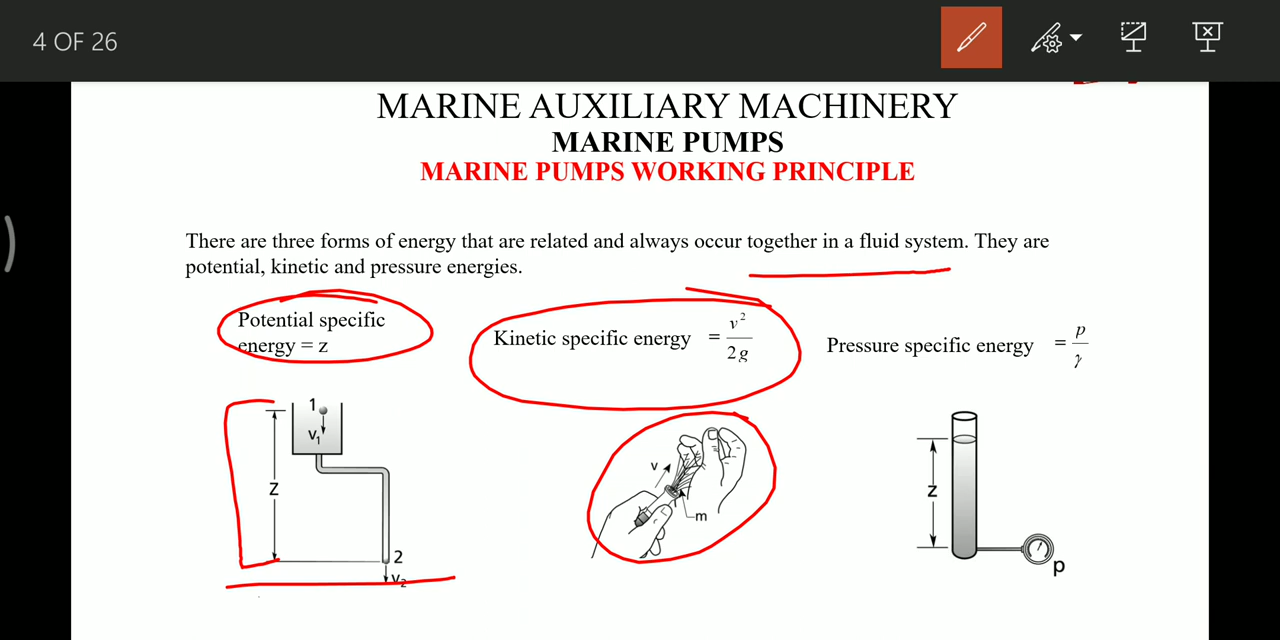 4 OF 26
MARINE AUXILIARY MACHINERY
MARINE PUMPS
MARINE PUMPS WORKING PRINCIPLE
There are three forms of energy that are related and always occur together in a fluid system. They are
potential, kinetic and pressure energies.
Potential specific
energy = z
Kinetic specific energy = v²/2g
Pressure specific energy = p/γ
1
v₁
Z
2
v₂
v
m
Z
p